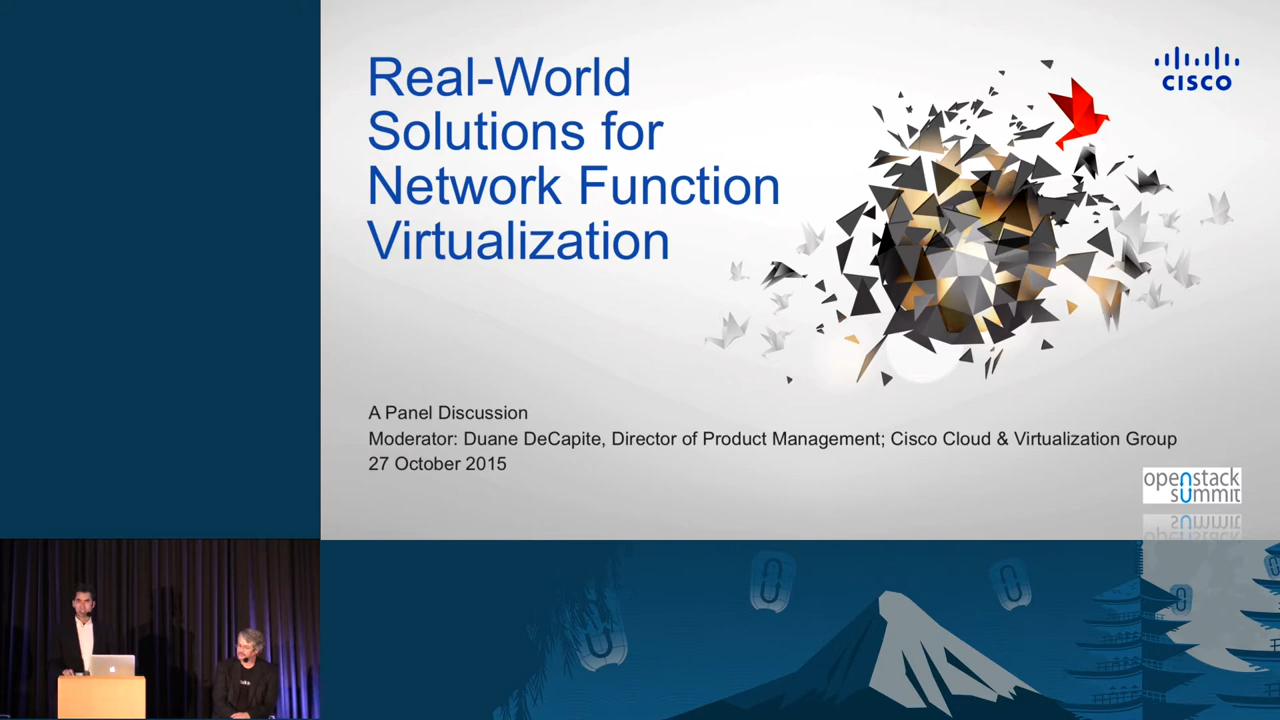 Real-World
Solutions for
Network Function
Virtualization
CISCO
A Panel Discussion
Moderator: Duane DeCapite, Director of Product Management; Cisco Cloud & Virtualization Group
27 October 2015
openstack
summit